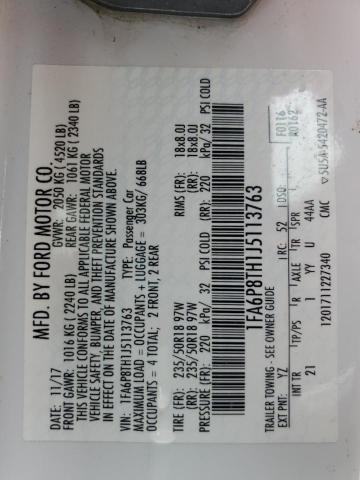 MFD. BY FORD MOTOR CO.
DATE: 11/17 GVWR: 2050 KG ( 4520 LB)
FRONT GAWR: 1016 KG ( 2240 LB) REAR GAWR: 1061 KG ( 2340 LB)
THIS VEHICLE CONFORMS TO ALL APPLICABLE FEDERAL MOTOR
VEHICLE SAFETY, BUMPER, AND THEFT PREVENTION STANDARDS
IN EFFECT ON THE DATE OF MANUFACTURE SHOWN ABOVE.
VIN: 1FA6P8TH1J5113763 TYPE: Passenger Car
MAXIMUM LOAD = OCCUPANTS + LUGGAGE = 303KG/ 668LB
OCCUPANTS = 4 TOTAL: 2 FRONT, 2 REAR
TIRE (FR): 235/50R18 97W RIMS (FR): 18x8.0J
(RR): 235/50R18 97W (RR): 18x8.0J
PRESSURE (FR): 220 kPa/ 32 PSI COLD (RR): 220 kPa/ 32 PSI COLD
1FA6P8TH1J5113763
TRAILER TOWING - SEE OWNER GUIDE
EXT PNT: YZ RC: 52 DSO: F0116
R0162
INT TR TP/PS R AXLE TR SPR
21 I YY U 44AA
1201711227340 CMC 5U5A-5420472-AA